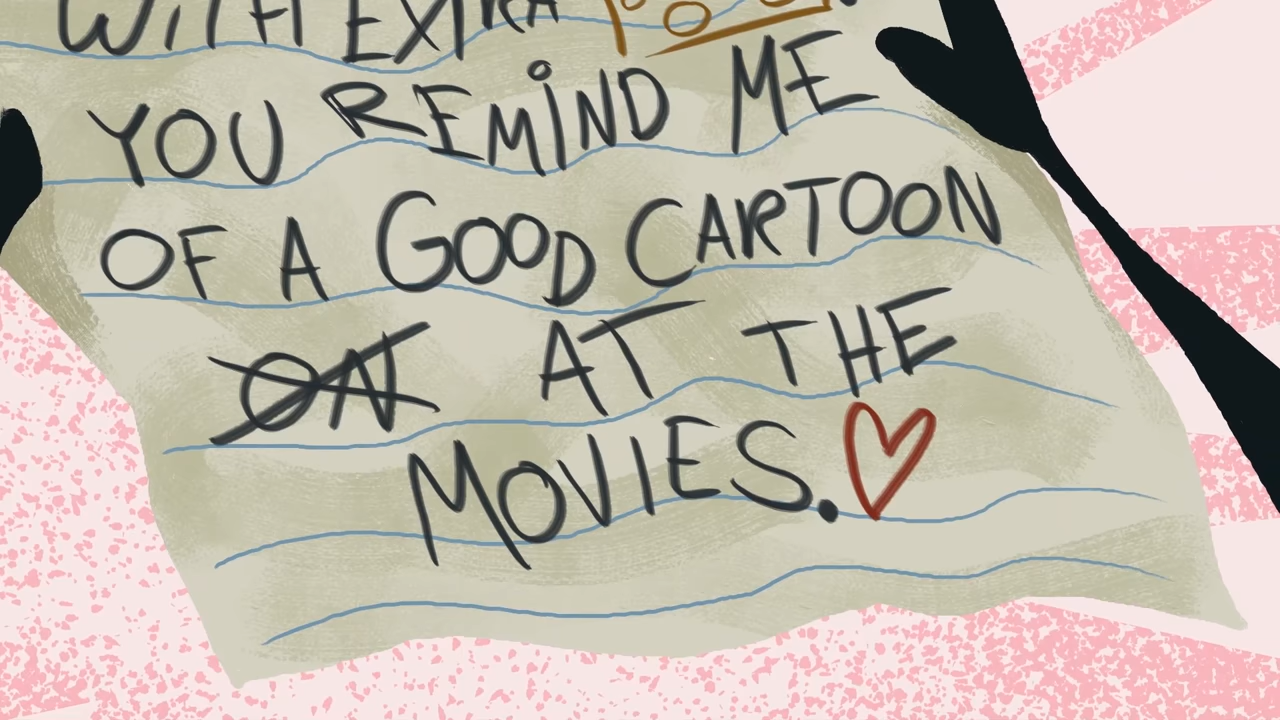 WITH EXTRA
YOU REMIND ME
OF A GOOD CARTOON
ON AT THE
MOVIES.